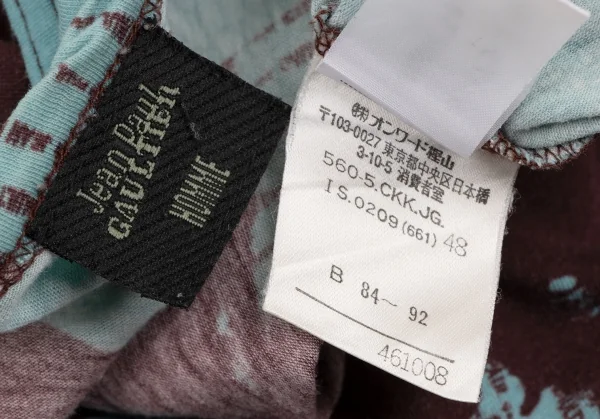 Jean Paul
GAULTIER
HOMME
㈱オンワード樫山
〒103-0027 東京都中央区日本橋
3-10-5 消費者室
560-5.CKK.JG.
IS.0209(661) 48
B 84～92
461008